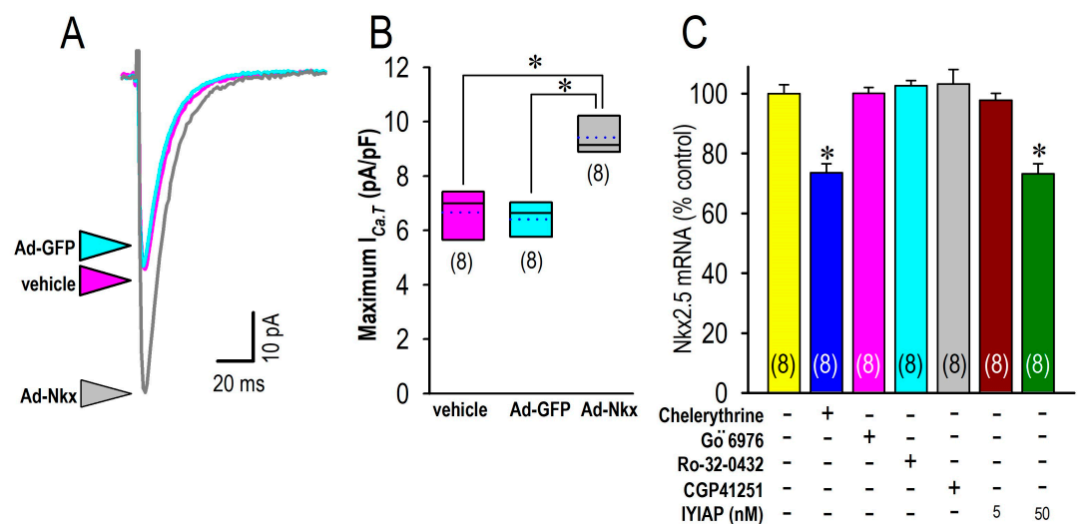 A
Ad-GFP
vehicle
Ad-Nkx
10 pA
20 ms
B
Maximum I Ca.T (pA/pF)
12
10
8
6
4
2
0
*
*
(8)
(8)
(8)
vehicle Ad-GFP Ad-Nkx
C
Nkx2.5 mRNA (% control)
100
80
60
40
20
0
* *
(8) (8) (8) (8) (8) (8) (8)
Chelerythrine - + - - - - -
Gö 6976 - - + - - - -
Ro-32-0432 - - - + - - -
CGP41251 - - - - + - -
IYIAP (nM) - - - - - 5 50